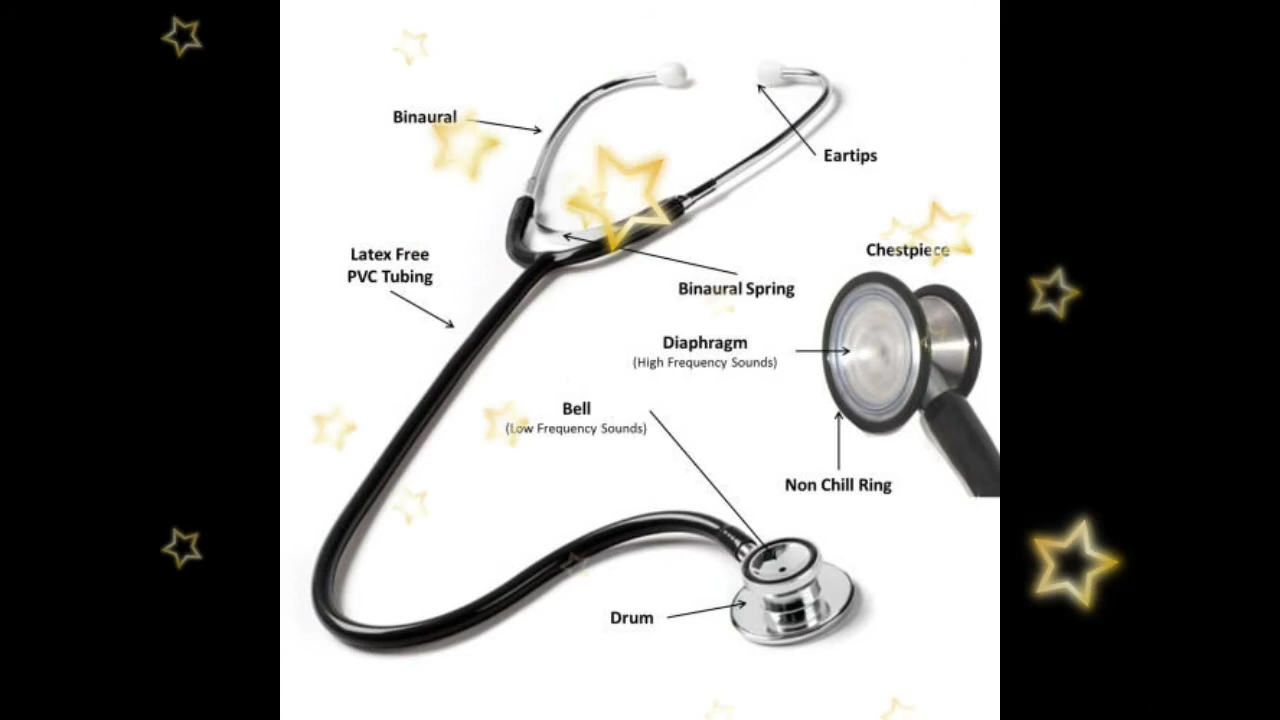 Binaural
Eartips
Latex Free
PVC Tubing
Chestpiece
Binaural Spring
Diaphragm
(High Frequency Sounds)
Bell
(Low Frequency Sounds)
Non Chill Ring
Drum